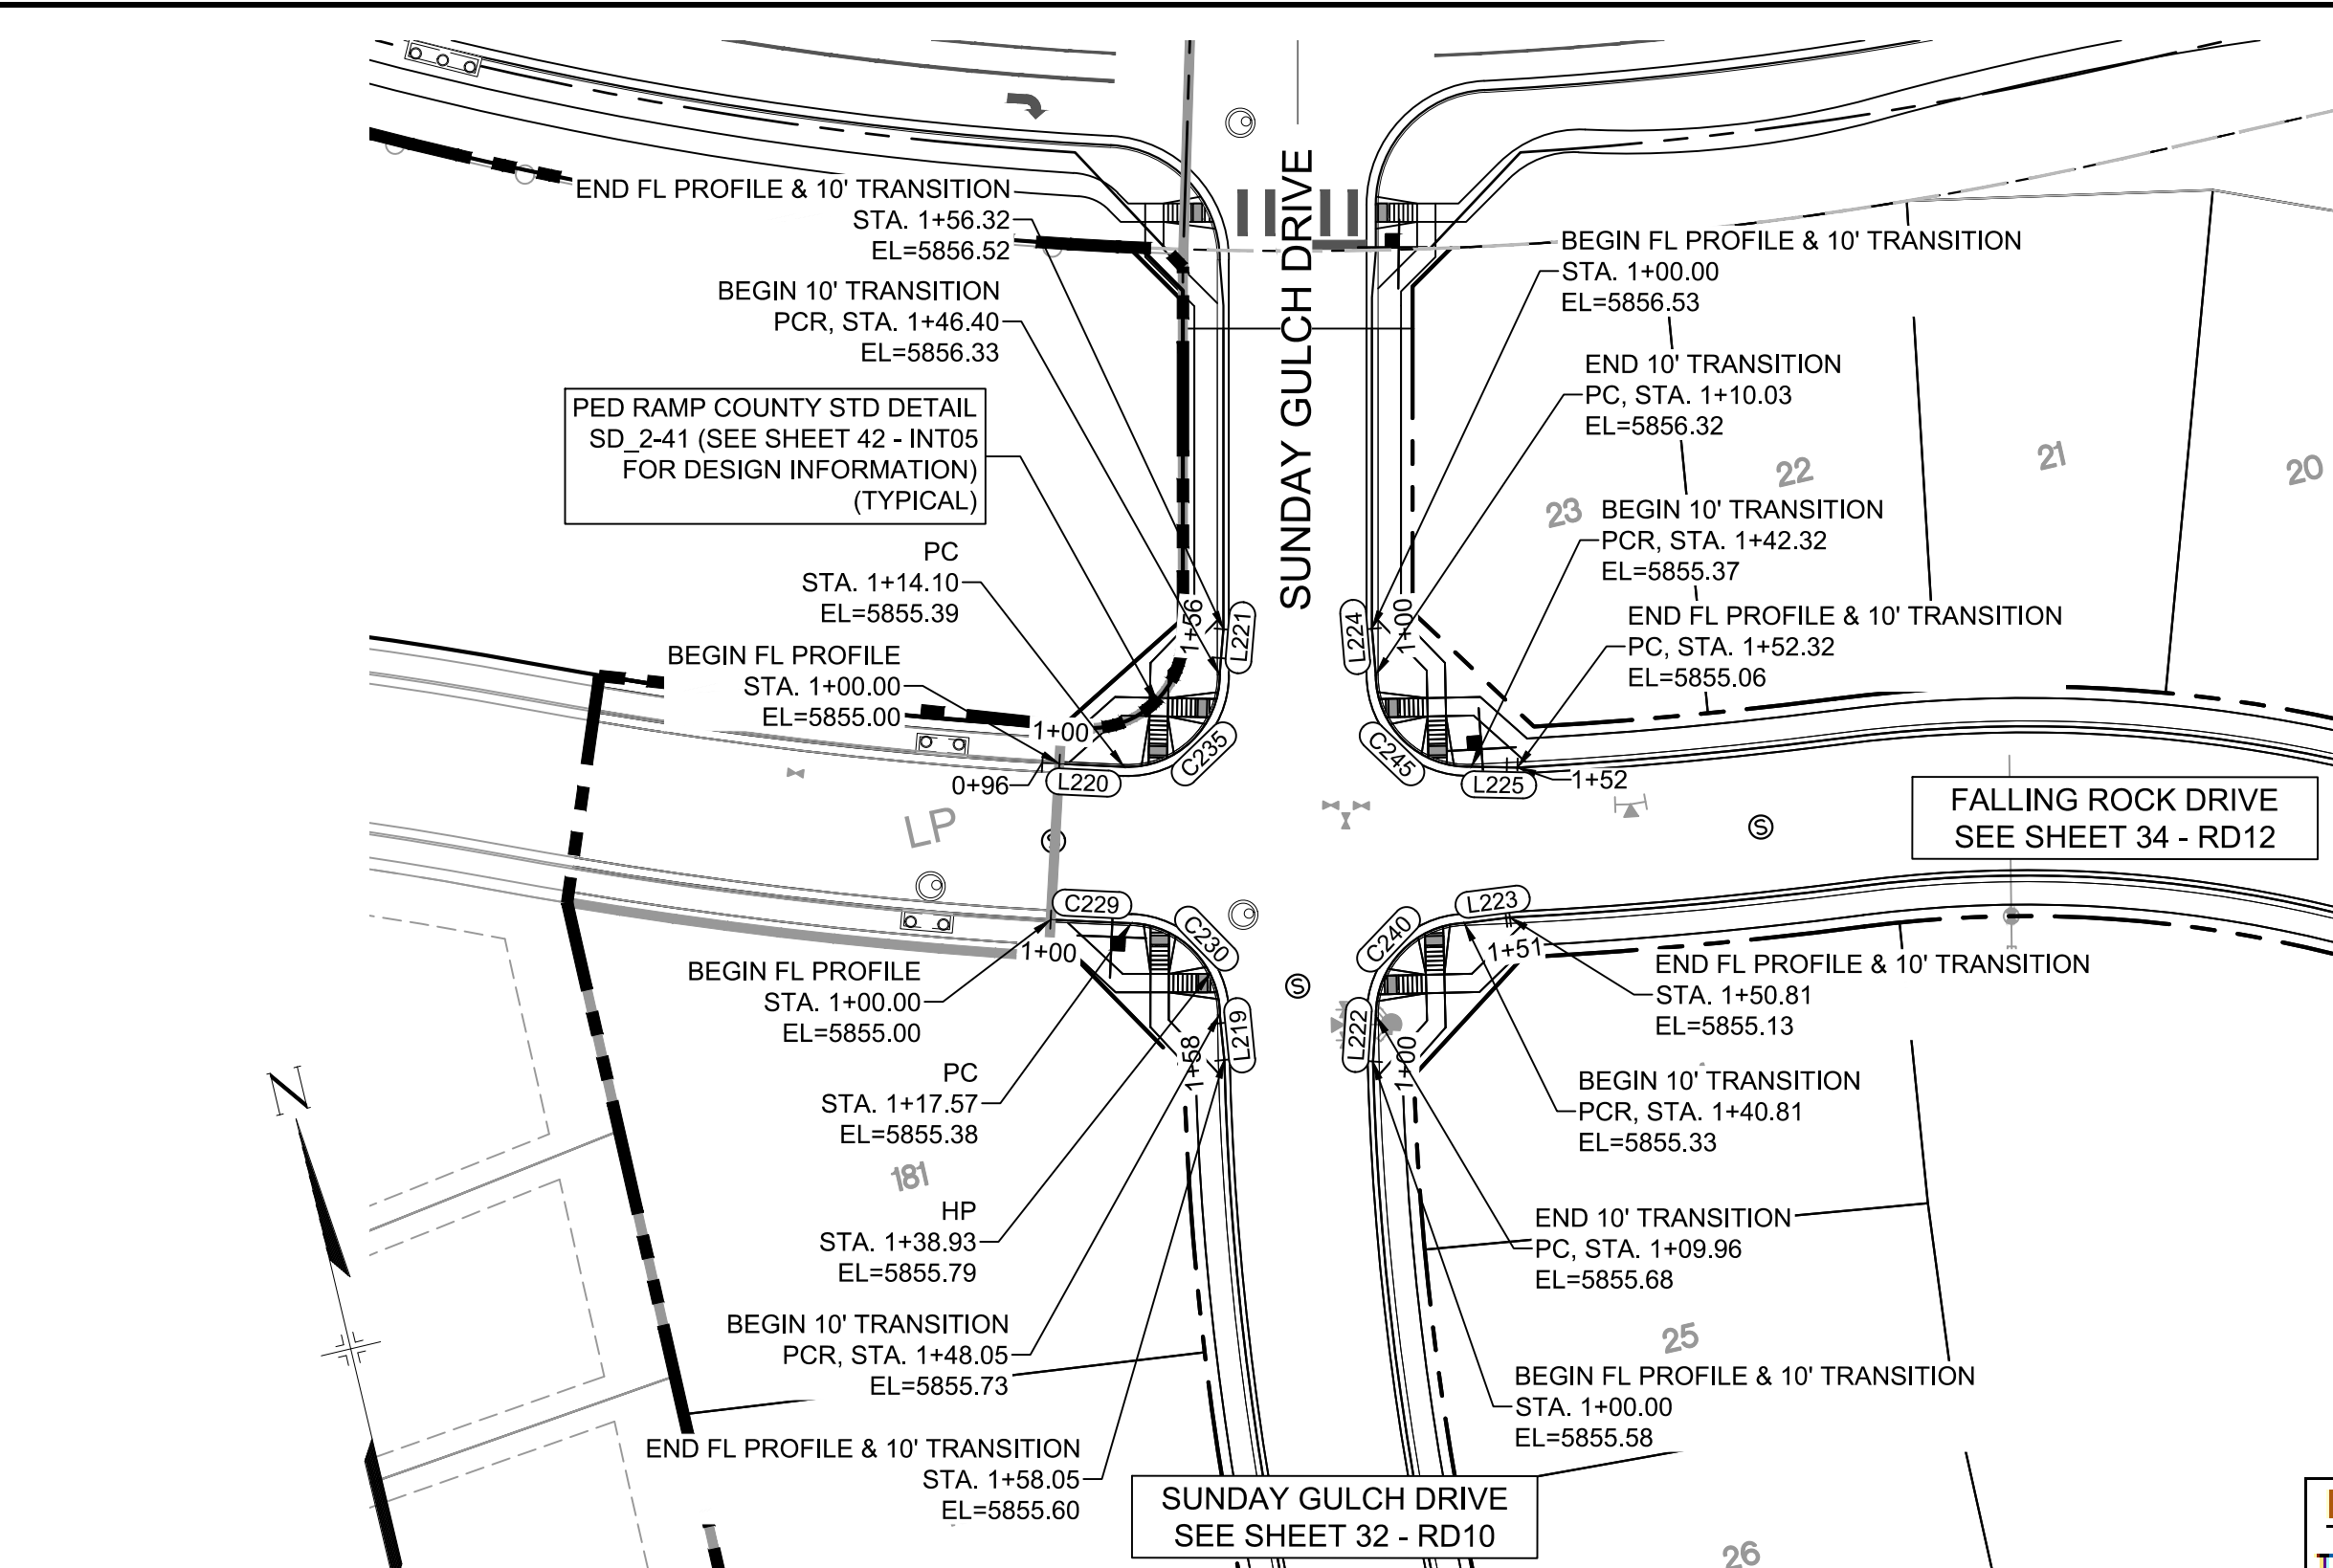 END FL PROFILE & 10' TRANSITION
STA. 1+56.32
EL=5856.52
BEGIN 10' TRANSITION
PCR, STA. 1+46.40
EL=5856.33
PED RAMP COUNTY STD DETAIL
SD_2-41 (SEE SHEET 42 - INT05
FOR DESIGN INFORMATION)
(TYPICAL)
PC
STA. 1+14.10
EL=5855.39
BEGIN FL PROFILE
STA. 1+00.00
EL=5855.00
SUNDAY GULCH DRIVE
BEGIN FL PROFILE & 10' TRANSITION
STA. 1+00.00
EL=5856.53
END 10' TRANSITION
PC, STA. 1+10.03
EL=5856.32
23
22
21
20
BEGIN 10' TRANSITION
PCR, STA. 1+42.32
EL=5855.37
END FL PROFILE & 10' TRANSITION
PC, STA. 1+52.32
EL=5855.06
1+56
L221
L224
1+00
1+00
C235
C245
0+96
L220
L225
1+52
FALLING ROCK DRIVE
SEE SHEET 34 - RD12
LP
S
S
C229
L223
C230
C240
1+00
1+51
S
L219
L222
1+58
1+00
BEGIN FL PROFILE
STA. 1+00.00
EL=5855.00
PC
STA. 1+17.57
EL=5855.38
181
HP
STA. 1+38.93
EL=5855.79
BEGIN 10' TRANSITION
PCR, STA. 1+48.05
EL=5855.73
END FL PROFILE & 10' TRANSITION
STA. 1+58.05
EL=5855.60
END FL PROFILE & 10' TRANSITION
STA. 1+50.81
EL=5855.13
BEGIN 10' TRANSITION
PCR, STA. 1+40.81
EL=5855.33
END 10' TRANSITION
PC, STA. 1+09.96
EL=5855.68
25
BEGIN FL PROFILE & 10' TRANSITION
STA. 1+00.00
EL=5855.58
SUNDAY GULCH DRIVE
SEE SHEET 32 - RD10
26
N